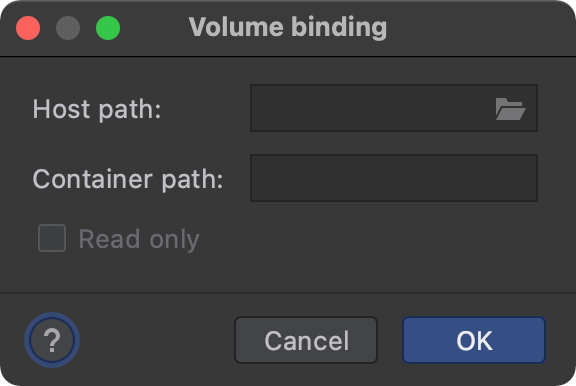 Volume binding
Host path:
Container path:
Read only
?
Cancel
OK